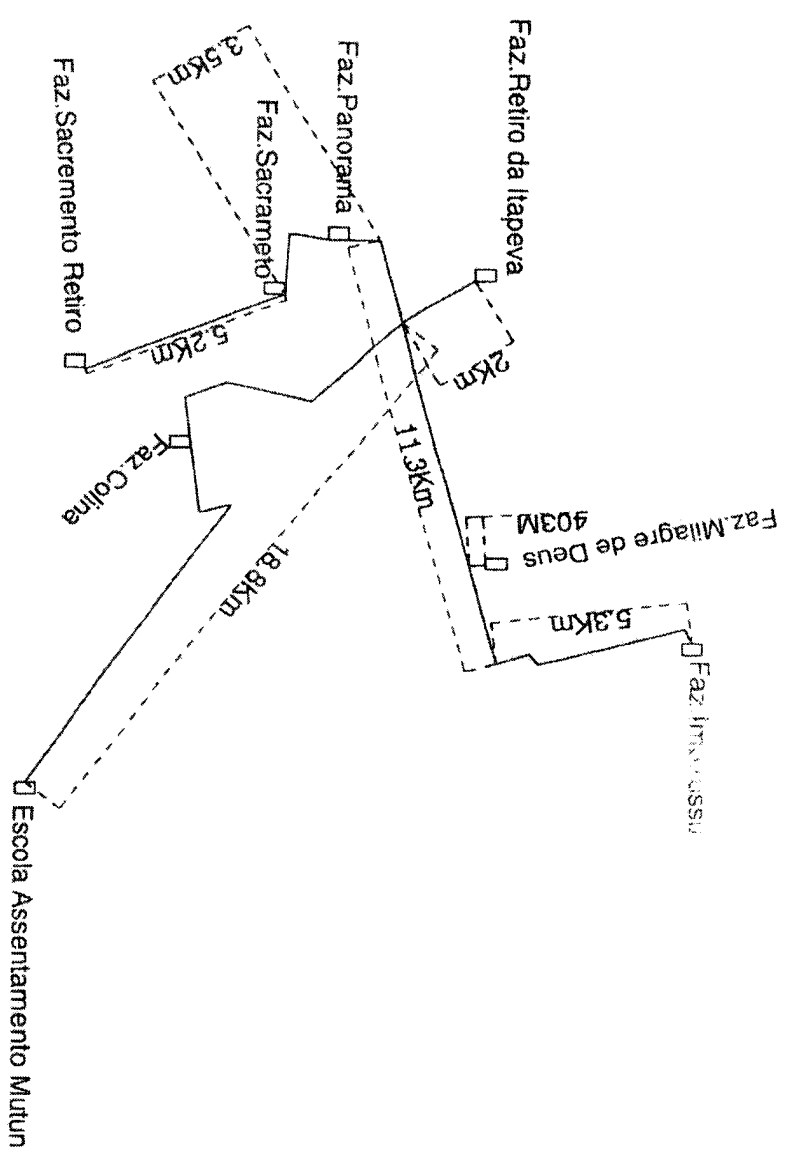 Faz.Retiro da Itapeva
Faz.Panorama
3.5Km
Faz.Sacrameto
Faz.Sacremento Retiro
5.2Km
2Km
11.3Km
Faz.Colina
403M
Faz.Milagre de Deus
18.8Km
5.3Km
Faz.
Escola Assentamento Mutun